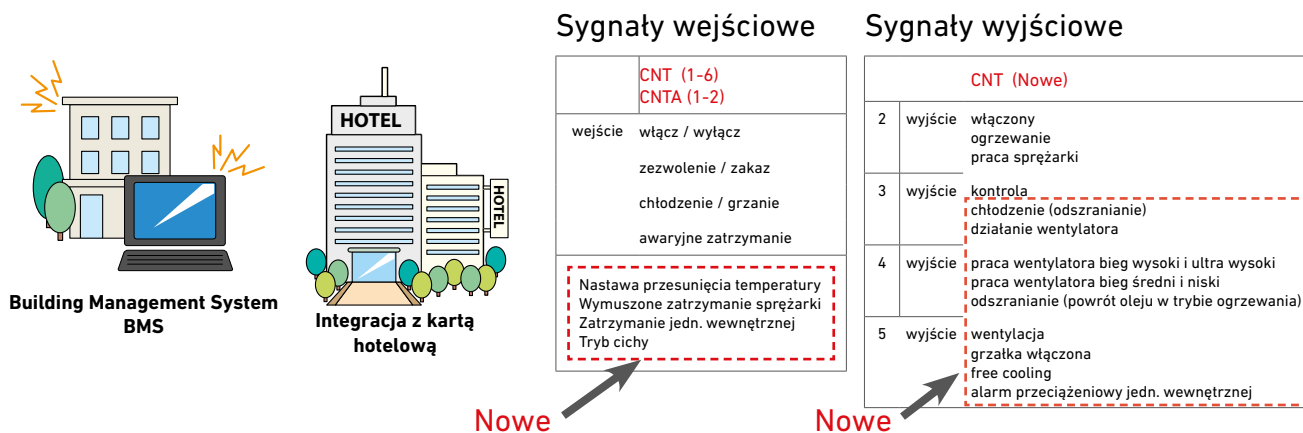 HOTEL
HOTEL
Building Management System
BMS
Integracja z kartą
hotelową
Sygnały wejściowe
CNT (1-6)
CNTA (1-2)
wejście włącz / wyłącz
zezwolenie / zakaz
chłodzenie / grzanie
awaryjne zatrzymanie
Nastawa przesunięcia temperatury
Wymuszone zatrzymanie sprężarki
Zatrzymanie jedn. wewnętrznej
Tryb cichy
Nowe
Sygnały wyjściowe
CNT (Nowe)
2 wyjście włączony
ogrzewanie
praca sprężarki
3 wyjście kontrola
chłodzenie (odszranianie)
działanie wentylatora
4 wyjście praca wentylatora bieg wysoki i ultra wysoki
praca wentylatora bieg średni i niski
odszranianie (powrót oleju w trybie ogrzewania)
5 wyjście wentylacja
grzałka włączona
free cooling
alarm przeciążeniowy jedn. wewnętrznej
Nowe